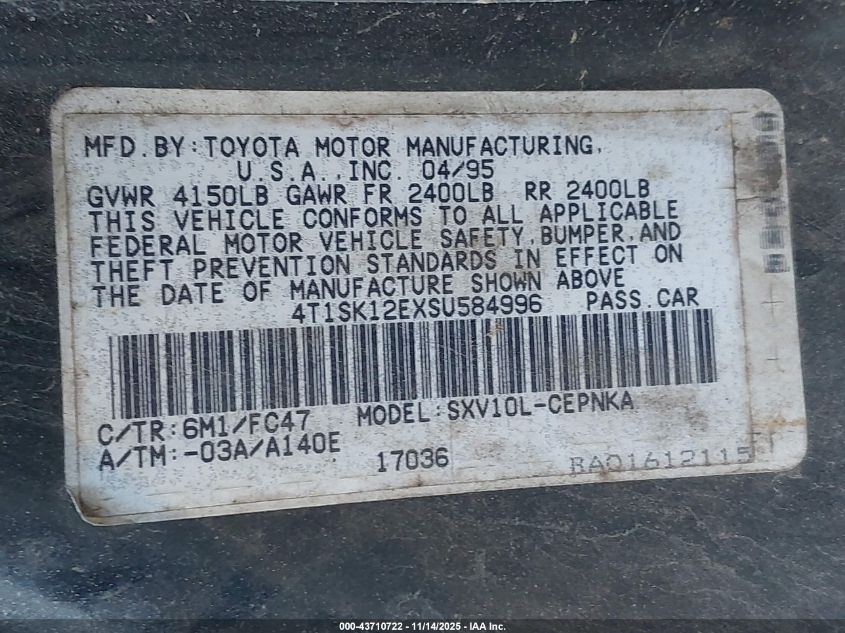 MFD.BY:TOYOTA MOTOR MANUFACTURING,
U.S.A.,INC. 04/95
GVWR 4150LB GAWR FR 2400LB RR 2400LB
THIS VEHICLE CONFORMS TO ALL APPLICABLE
FEDERAL MOTOR VEHICLE SAFETY,BUMPER,AND
THEFT PREVENTION STANDARDS IN EFFECT ON
THE DATE OF MANUFACTURE SHOWN ABOVE
4T1SK12EXSU584996 PASS.CAR
C/TR:6M1/FC47 MODEL:SXV10L-CEPNKA
A/TM:-03A/A140E 17036 RA01612115
000-43710722 - 11/14/2025 - IAA Inc.